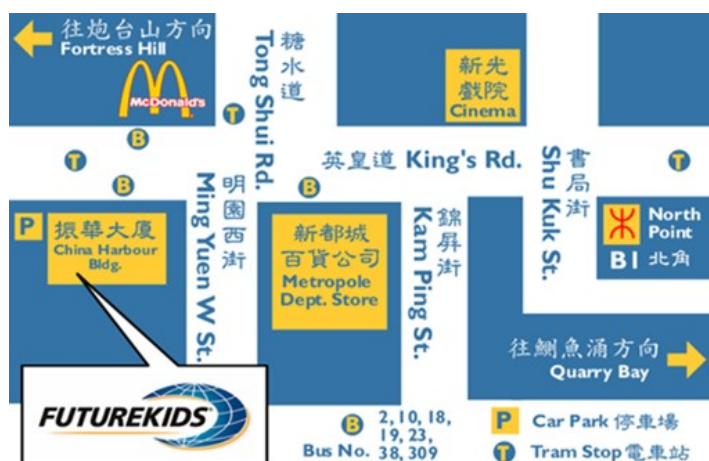 往炮台山方向
Fortress Hill
McDonald's
T
B
糖水道
Tong Shui Rd.
新光
戲院
Cinema
T
B
英皇道 King's Rd.
B
書局街
Shu Kuk St.
T
P
振華大厦
China Harbour
Bldg.
明園西街
Ming Yuen W St.
新都城
百貨公司
Metropole
Dept. Store
錦屏街
Kam Ping St.
North
Point
B1 北角
往鰂魚涌方向
Quarry Bay
FUTUREKIDS
B
Bus No.
2, 10, 18,
19, 23,
38, 309
P Car Park 停車場
T Tram Stop 電車站